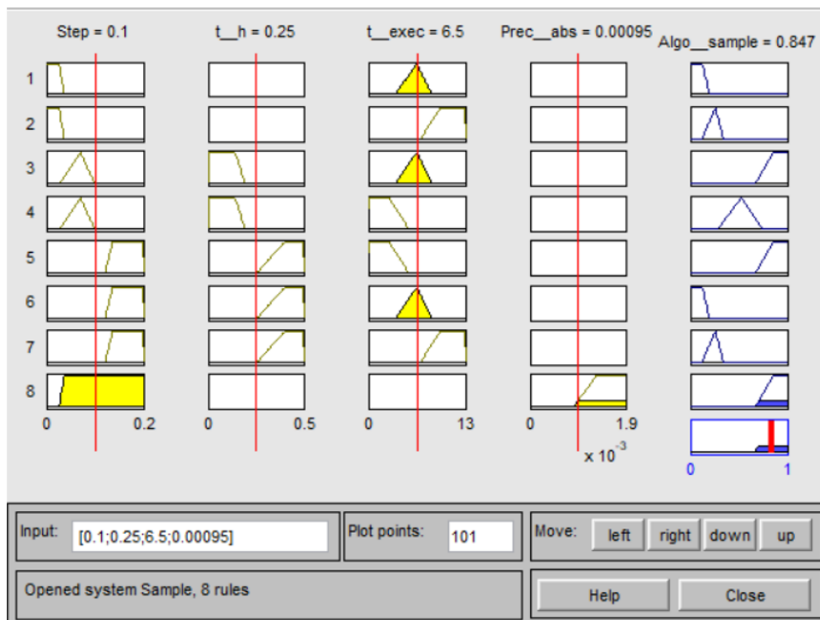 Step = 0.1 t__h = 0.25 t__exec = 6.5 Prec__abs = 0.00095 Algo__sample = 0.847
1
2
3
4
5
6
7
8
0 0.2 0 0.5 0 13 0 1.9
x 10^-3
0 1
Input: [0.1;0.25;6.5;0.00095] Plot points: 101 Move: left right down up
Opened system Sample, 8 rules Help Close